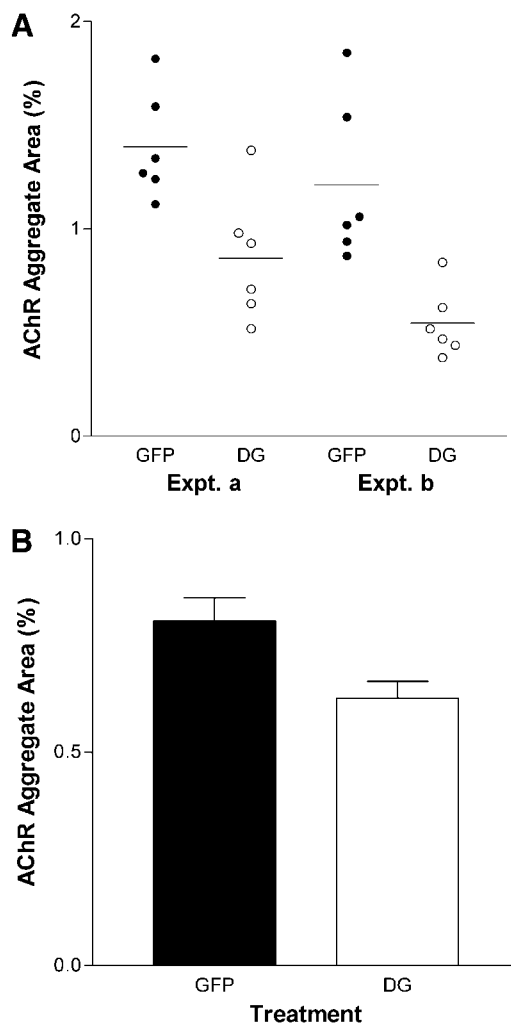 A
AChR Aggregate Area (%)
2
1
0
GFP DG GFP DG
Expt. a Expt. b
B
AChR Aggregate Area (%)
1.0
0.5
0.0
GFP DG
Treatment